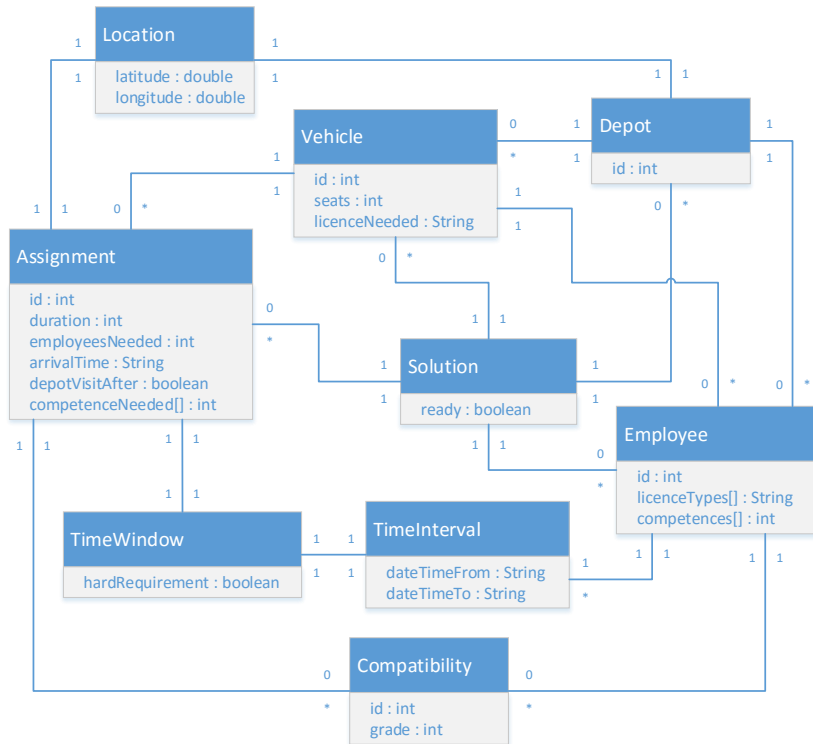 Location
latitude : double
longitude : double
1
1
1
1
1 1
1 1
Vehicle
id : int
seats : int
licenceNeeded : String
1
1
0
*
1
1
0 *
0 *
Depot
id : int
1
1
1
1
0 *
Assignment
id : int
duration : int
employeesNeeded : int
arrivalTime : String
depotVisitAfter : boolean
competenceNeeded[] : int
0
*
1 1
1 1
Solution
ready : boolean
1 1
1
1
1
1
1 1
0 *
0 *
0
*
Employee
id : int
licenceTypes[] : String
competences[] : int
1 1
1 1
1 1
TimeWindow
hardRequirement : boolean
1
1
1
1
TimeInterval
dateTimeFrom : String
dateTimeTo : String
1
*
Compatibility
id : int
grade : int
0
*
0
*